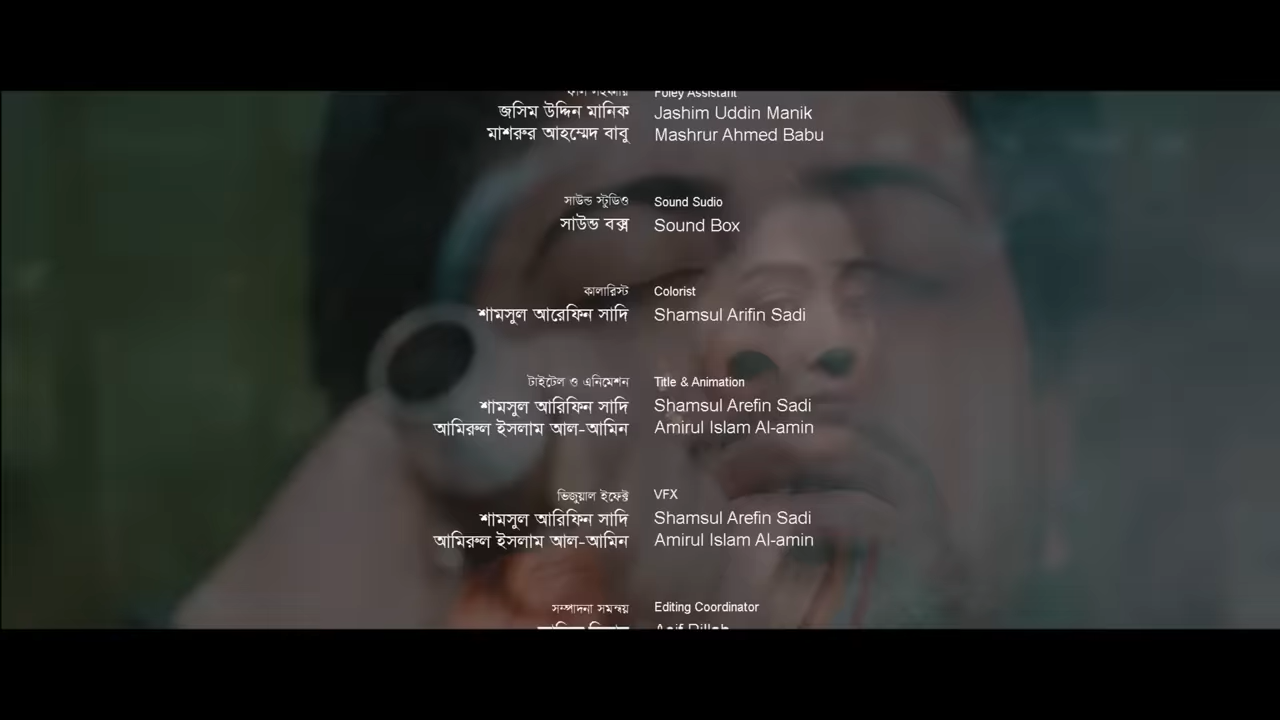 Foley Assistant
জসিম উদ্দিন মানিক Jashim Uddin Manik
মাশরুর আহম্মেদ বাবু Mashrur Ahmed Babu
সাউন্ড স্টুডিও Sound Sudio
সাউন্ড বক্স Sound Box
কালারিস্ট Colorist
শামসুল আরেফিন সাদি Shamsul Arifin Sadi
টাইটেল ও এনিমেশন Title & Animation
শামসুল আরিফিন সাদি Shamsul Arefin Sadi
আমিরুল ইসলাম আল-আমিন Amirul Islam Al-amin
ভিজুয়াল ইফেক্ট VFX
শামসুল আরিফিন সাদি Shamsul Arefin Sadi
আমিরুল ইসলাম আল-আমিন Amirul Islam Al-amin
সম্পাদনা সমন্বয় Editing Coordinator